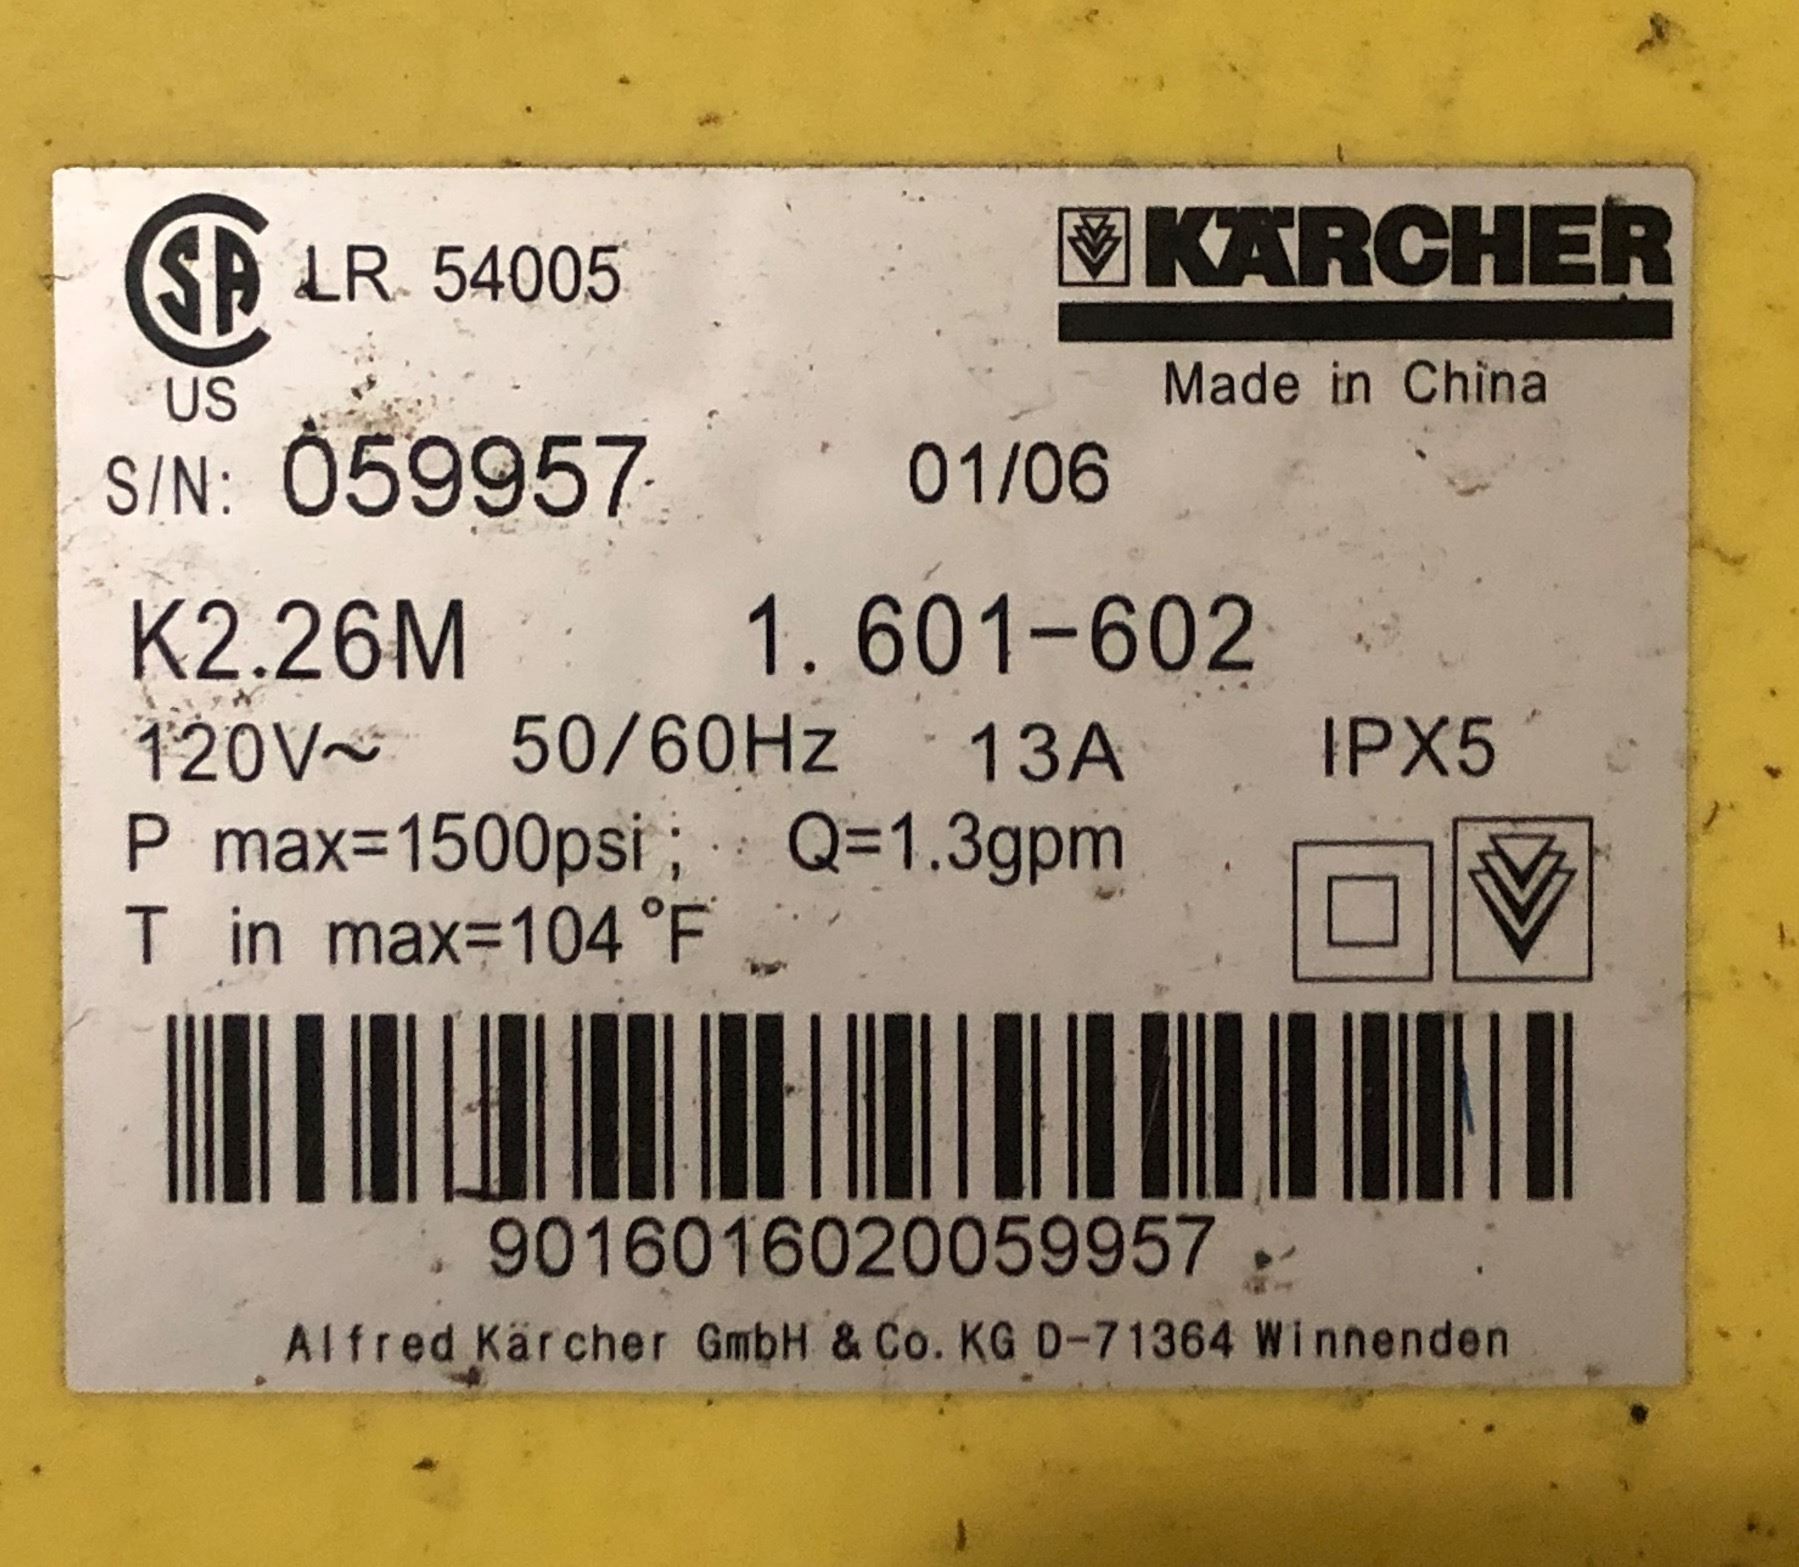 SA LR 54005 KÄRCHER
US Made in China
S/N: 059957 01/06
K2.26M 1. 601-602
120V~ 50/60Hz 13A IPX5
P max=1500psi; Q=1.3gpm
T in max=104°F
9016016020059957
Alfred Kärcher GmbH & Co. KG D-71364 Winnenden